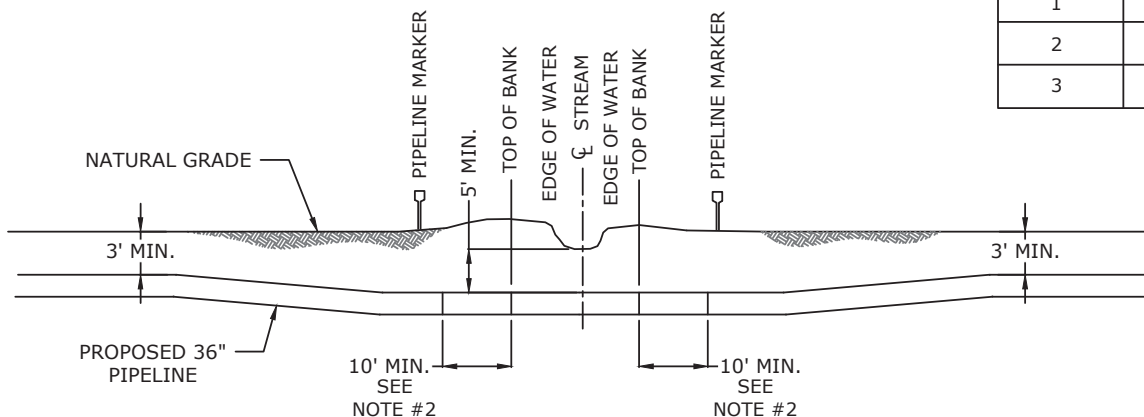 1
2
3
PIPELINE MARKER
TOP OF BANK
EDGE OF WATER
℄ STREAM
EDGE OF WATER
TOP OF BANK
PIPELINE MARKER
5' MIN.
NATURAL GRADE
3' MIN.
3' MIN.
PROPOSED 36"
PIPELINE
10' MIN.
SEE
NOTE #2
10' MIN.
SEE
NOTE #2